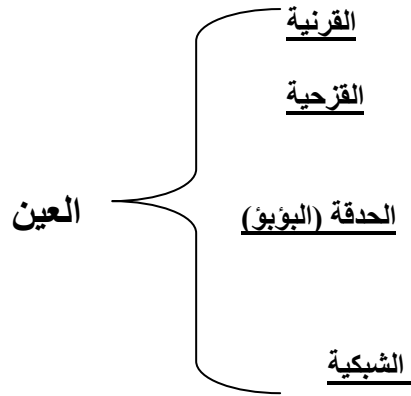 القرنية
القزحية
العين
الحدقة (البؤبؤ)
الشبكية